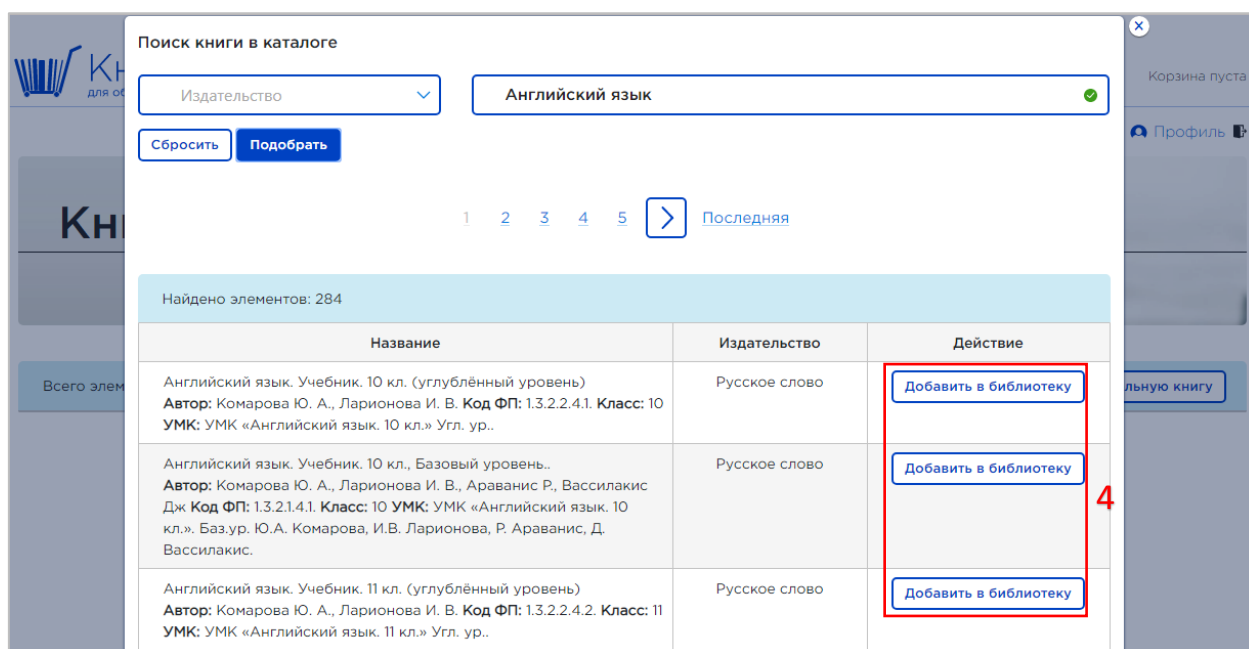 Поиск книги в каталоге
для об
Корзина пуста
Издательство
Английский язык
Сбросить
Подобрать
Профиль
1 2 3 4 5 > Последняя
Найдено элементов: 284
Название Издательство Действие
Английский язык. Учебник. 10 кл. (углублённый уровень) Русское слово Добавить в библиотеку
Автор: Комарова Ю. А., Ларионова И. В. Код ФП: 1.3.2.2.4.1. Класс: 10
УМК: УМК «Английский язык. 10 кл.» Угл. ур..
Всего элем
льную книгу
Английский язык. Учебник. 10 кл., Базовый уровень.. Русское слово Добавить в библиотеку
Автор: Комарова Ю. А., Ларионова И. В., Араванис Р., Вассилакис
Дж Код ФП: 1.3.2.1.4.1. Класс: 10 УМК: УМК «Английский язык. 10
кл.». Баз.ур. Ю.А. Комарова, И.В. Ларионова, Р. Араванис, Д.
Вассилакис.
4
Английский язык. Учебник. 11 кл. (углублённый уровень) Русское слово Добавить в библиотеку
Автор: Комарова Ю. А., Ларионова И. В. Код ФП: 1.3.2.2.4.2. Класс: 11
УМК: УМК «Английский язык. 11 кл.» Угл. ур..